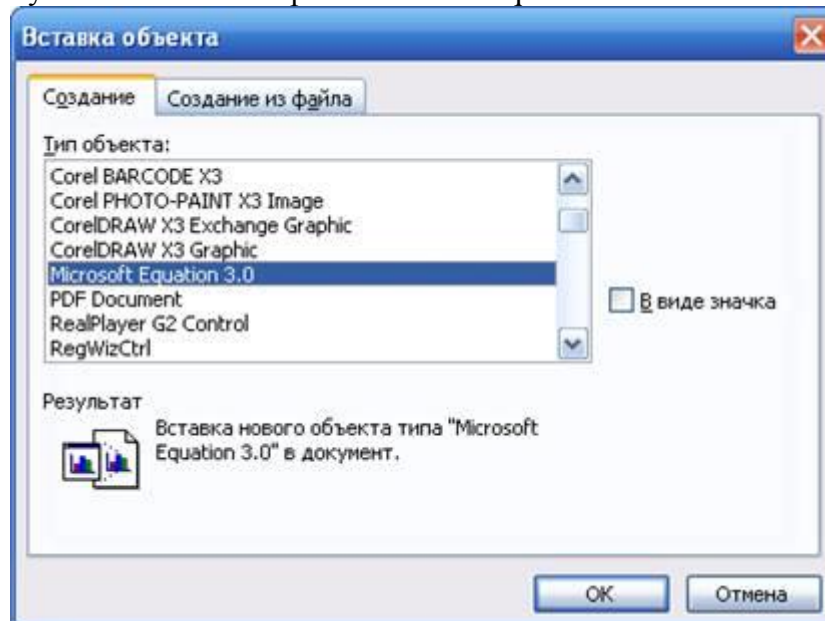 Вставка объекта
Создание
Создание из файла
Тип объекта:
Corel BARCODE X3
Corel PHOTO-PAINT X3 Image
CorelDRAW X3 Exchange Graphic
CorelDRAW X3 Graphic
Microsoft Equation 3.0
PDF Document
RealPlayer G2 Control
RegWizCtrl
В виде значка
Результат
Вставка нового объекта типа "Microsoft
Equation 3.0" в документ.
ОК
Отмена